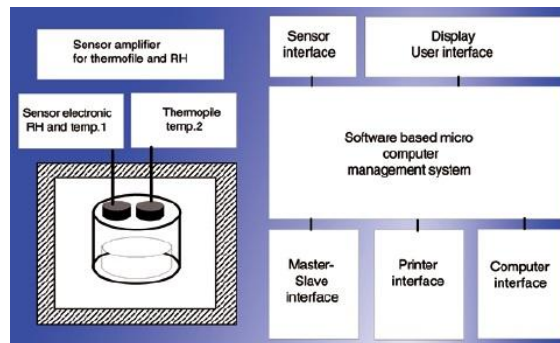 Sensor amplifier
for thermofile and RH
Sensor electronic
RH and temp.1
Thermopile
temp.2
Sensor
interface
Display
User interface
Software based micro
computer
management system
Master-
Slave
interface
Printer
interface
Computer
interface